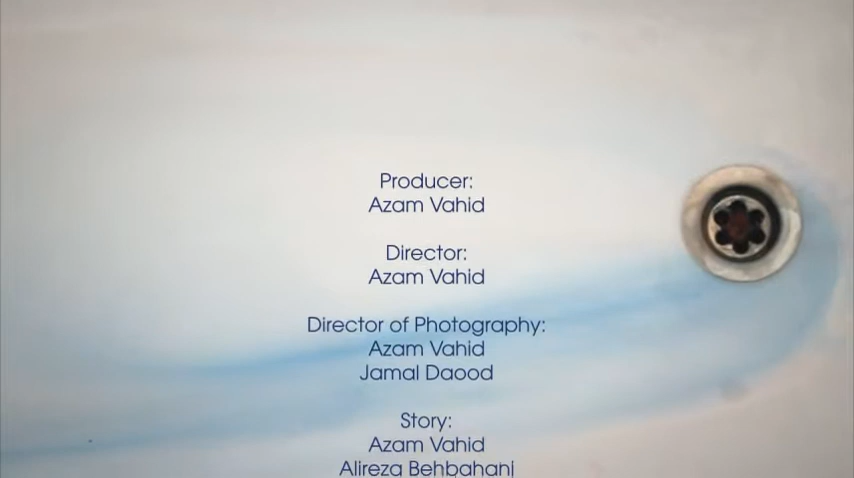 Producer:
Azam Vahid
Director:
Azam Vahid
Director of Photography:
Azam Vahid
Jamal Daood
Story:
Azam Vahid
Alireza Behbahani